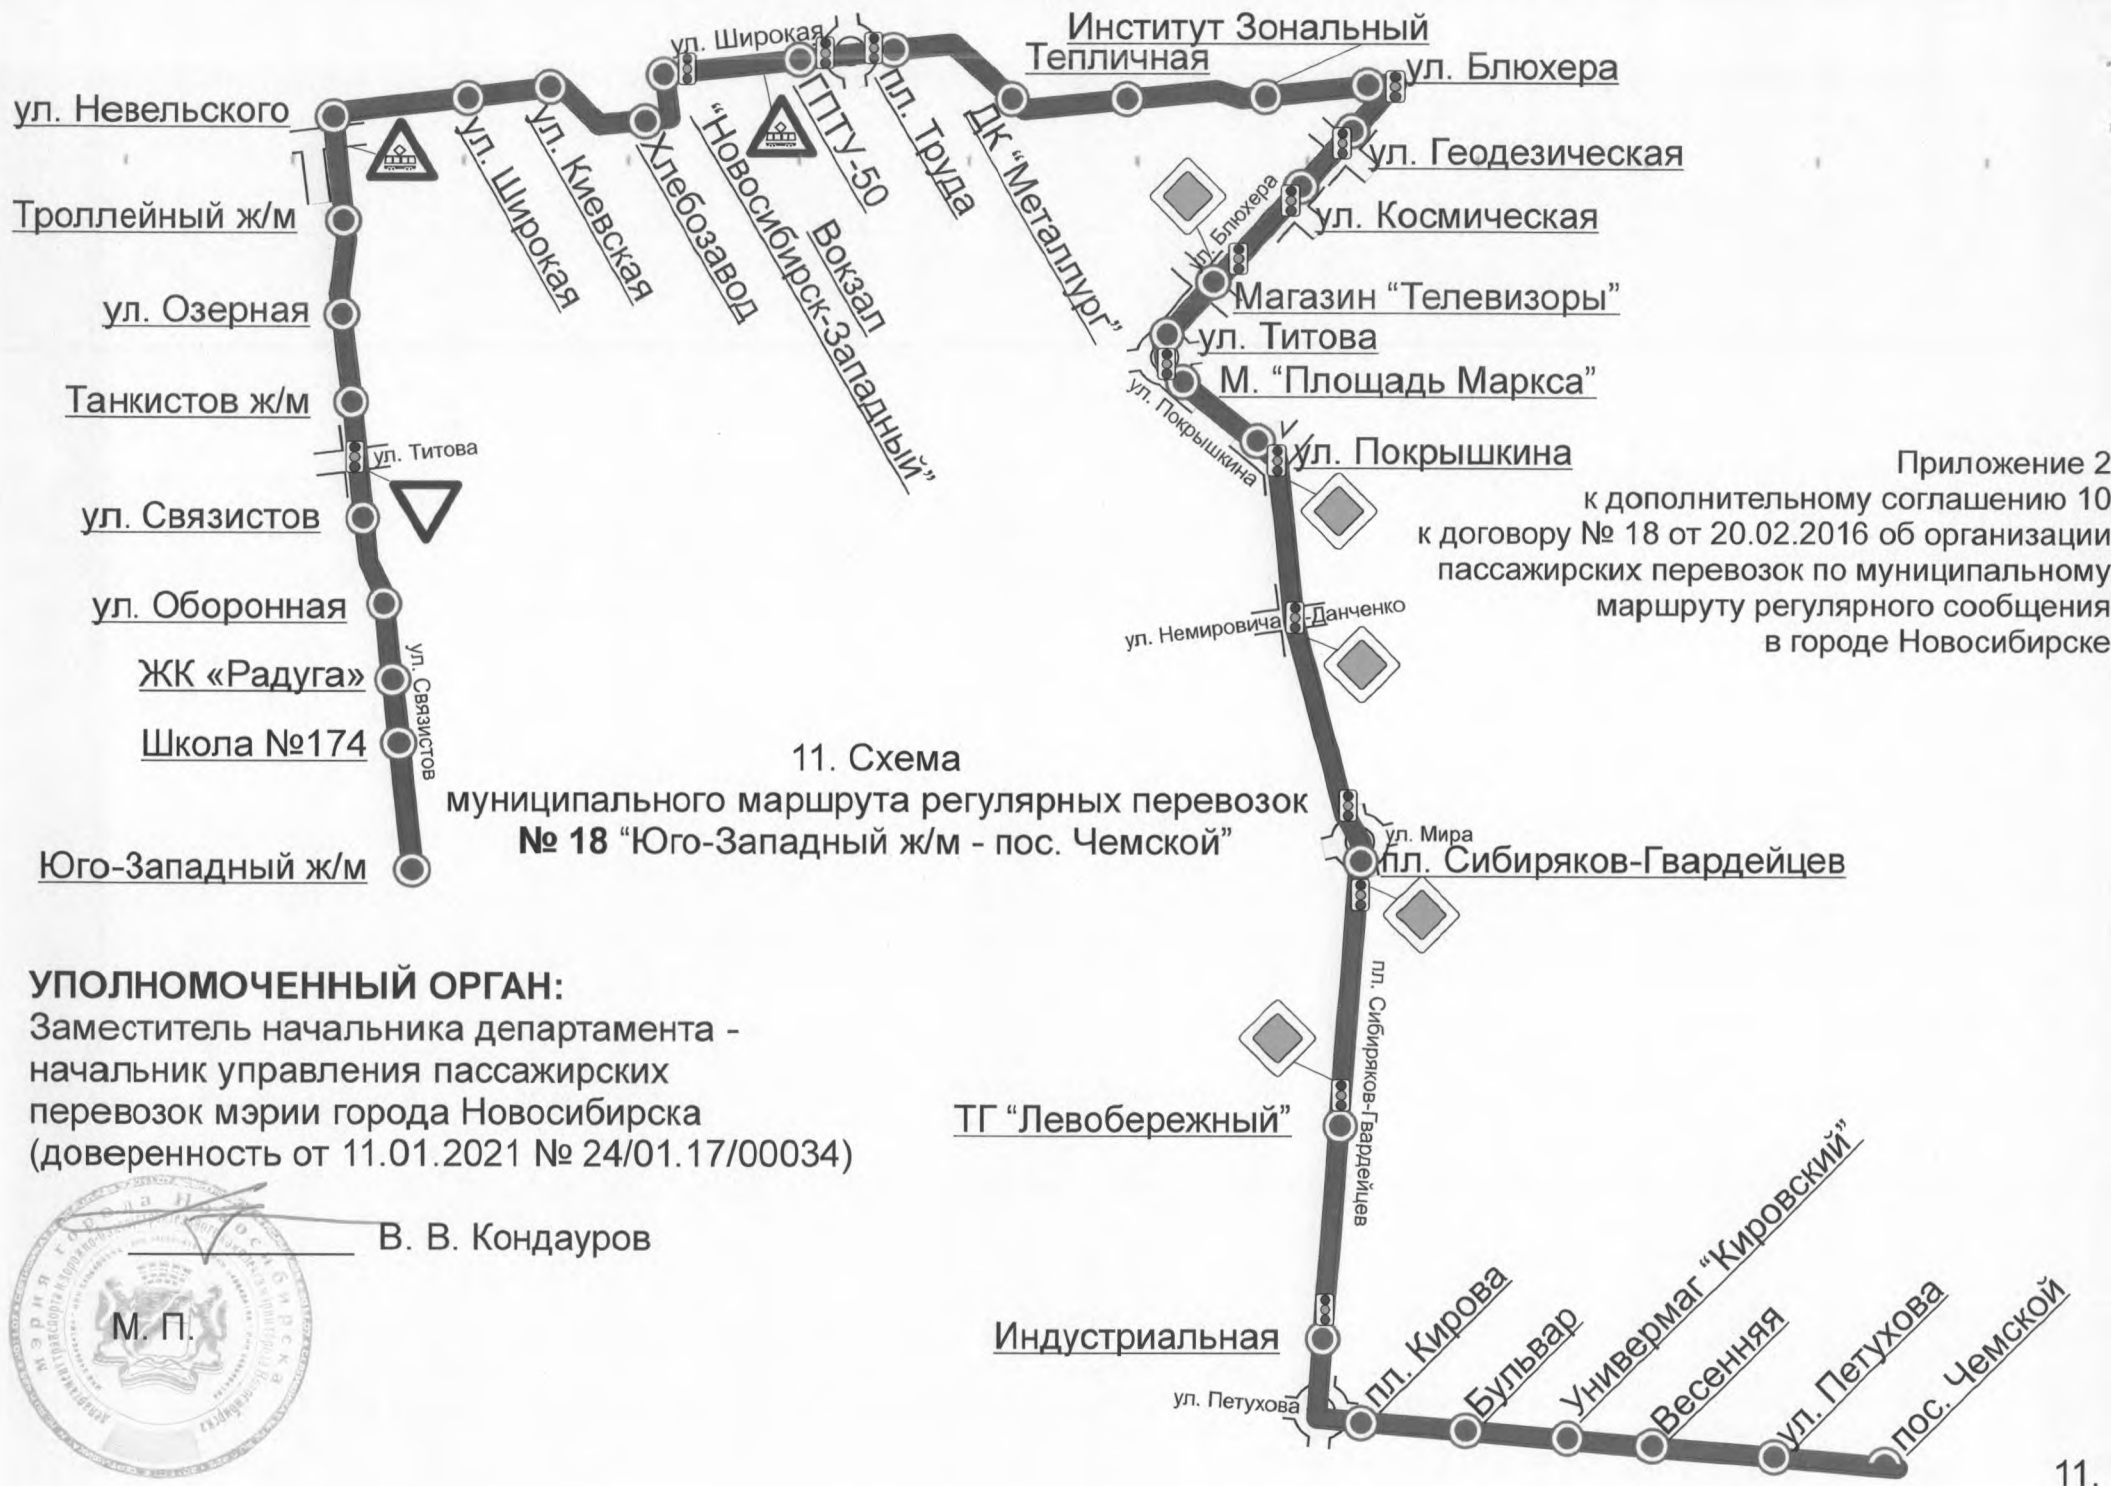 ул. Невельского
Троллейный ж/м
ул. Озерная
Танкистов ж/м
ул. Титова
ул. Связистов
ул. Оборонная
ЖК «Радуга»
Школа №174
ул. Связистов
Юго-Западный ж/м
ул. Широкая
ул. Киевская
Хлебозавод
ул. Широкая
Вокзал
“Новосибирск-Западный”
ГПТУ-50
пл. Труда
ДК “Металлург”
Тепличная
Институт Зональный
ул. Блюхера
ул. Геодезическая
ул. Космическая
ул. Блюхера
Магазин “Телевизоры”
ул. Титова
М. “Площадь Маркса”
ул. Покрышкина
ул. Покрышкина
Приложение 2
к дополнительному соглашению 10
к договору № 18 от 20.02.2016 об организации
пассажирских перевозок по муниципальному
маршруту регулярного сообщения
в городе Новосибирске
ул. Немировича -Данченко
11. Схема
муниципального маршрута регулярных перевозок
№ 18 “Юго-Западный ж/м - пос. Чемской”
ул. Мира
пл. Сибиряков-Гвардейцев
пл. Сибиряков-Гвардейцев
ТГ “Левобережный”
Индустриальная
ул. Петухова
пл. Кирова
Бульвар
Универмаг “Кировский”
Весенняя
ул. Петухова
пос. Чемской
УПОЛНОМОЧЕННЫЙ ОРГАН:
Заместитель начальника департамента -
начальник управления пассажирских
перевозок мэрии города Новосибирска
(доверенность от 11.01.2021 № 24/01.17/00034)
В. В. Кондауров
М. П.
мэрия города Новосибирска
11.